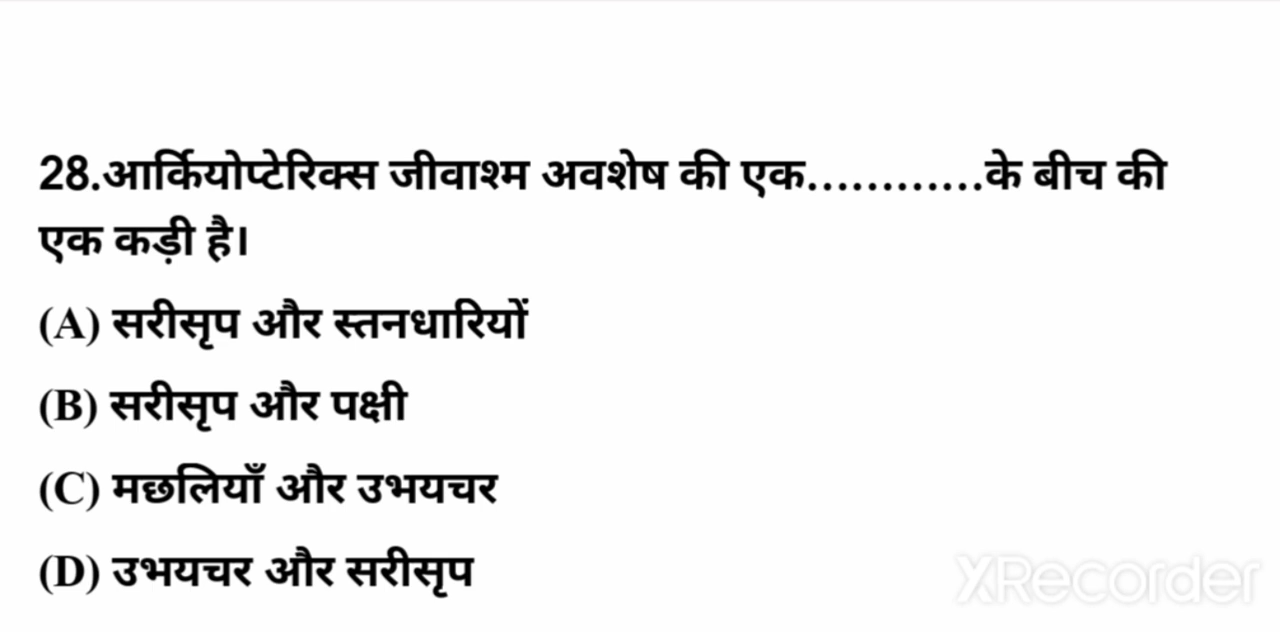 28.आर्कियोप्टेरिक्स जीवाश्म अवशेष की एक............के बीच की
एक कड़ी है।
(A) सरीसृप और स्तनधारियों
(B) सरीसृप और पक्षी
(C) मछलियाँ और उभयचर
(D) उभयचर और सरीसृप
XRecorder